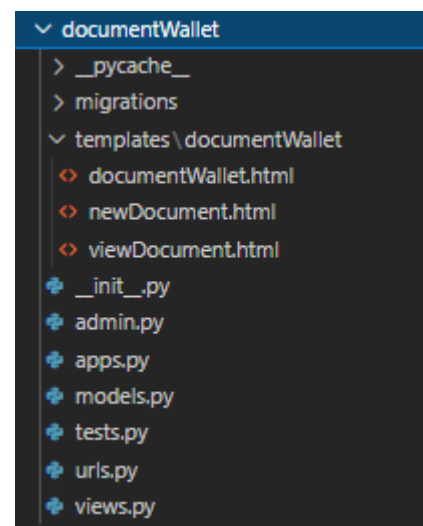 documentWallet
__pycache__
migrations
templates\documentWallet
documentWallet.html
newDocument.html
viewDocument.html
__init__.py
admin.py
apps.py
models.py
tests.py
urls.py
views.py